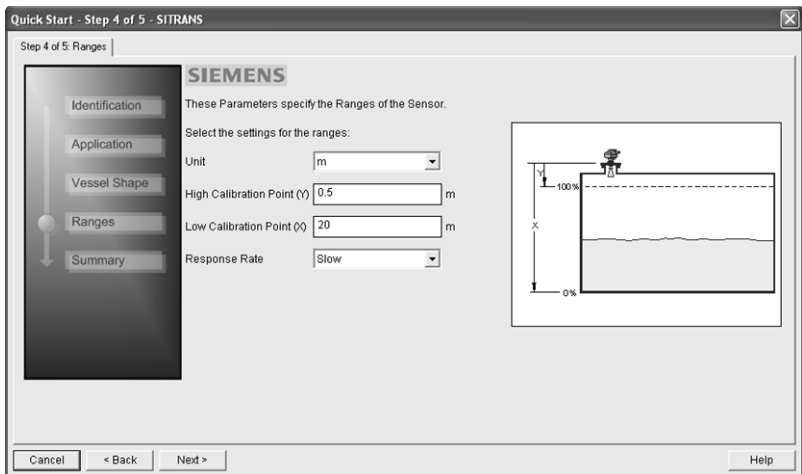 Quick Start - Step 4 of 5 - SITRANS
Step 4 of 5: Ranges
SIEMENS
Identification
Application
Vessel Shape
Ranges
Summary
These Parameters specify the Ranges of the Sensor.
Select the settings for the ranges:
Unit m
High Calibration Point (Y) 0.5 m
Low Calibration Point (X) 20 m
Response Rate Slow
Y
100%
X
0%
Cancel < Back Next > Help